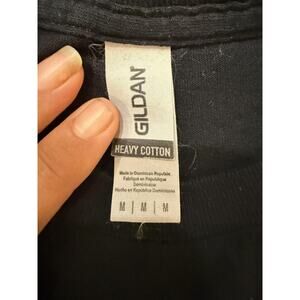 GILDAN
HEAVY COTTON
Made in Dominican Republic
Fabriqué en République
Dominicaine
Hecho en República Dominicana
M | M | M